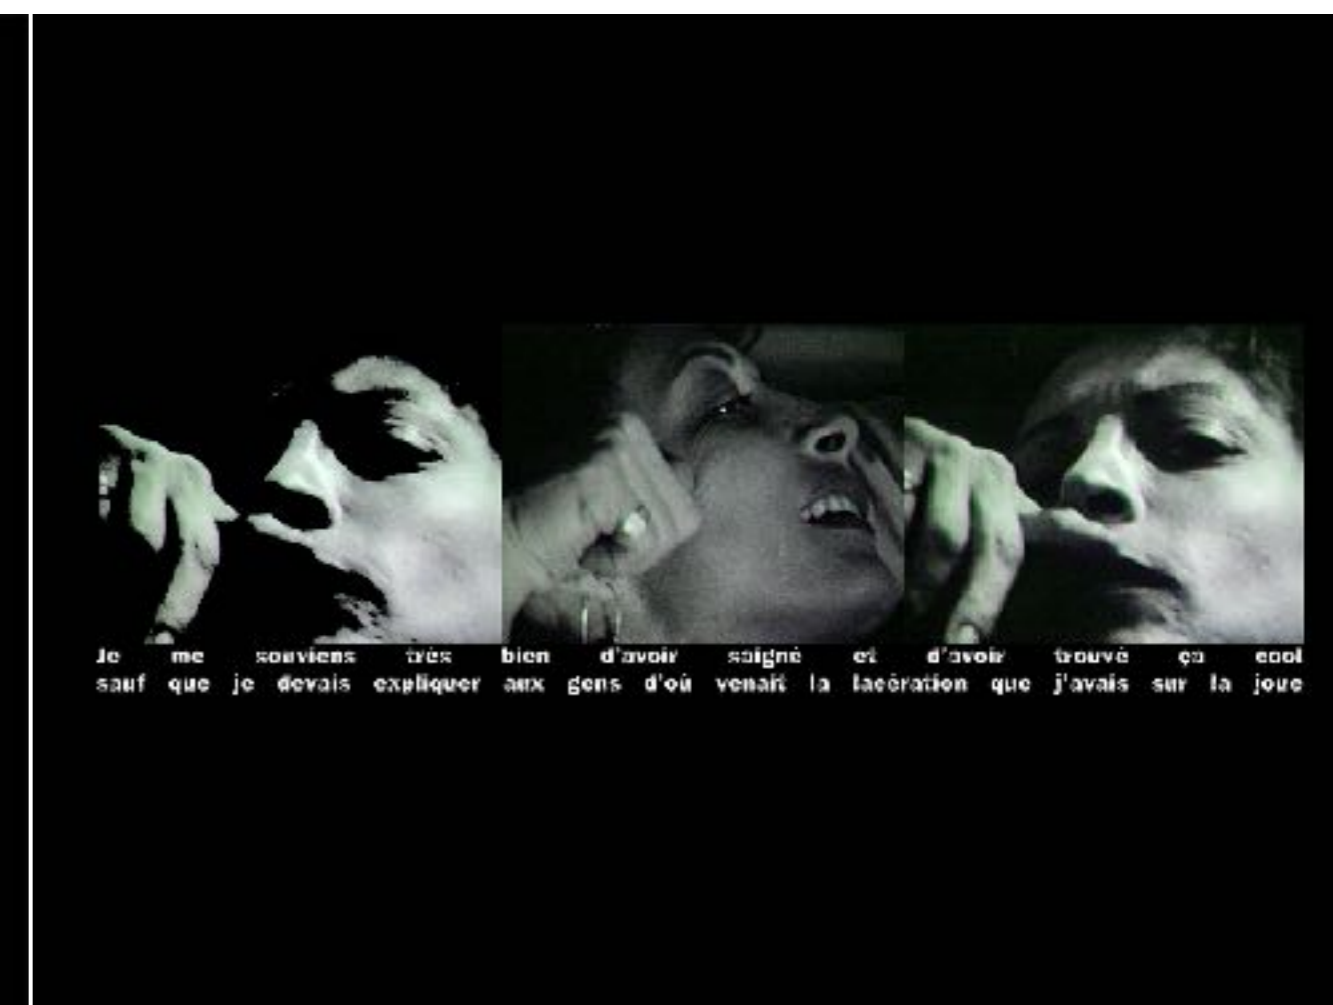 Je me souviens très bien d'avoir saigné et d'avoir trouvé ça cool
sauf que je devais expliquer aux gens d'où venait la lacération que j'avais sur la joue